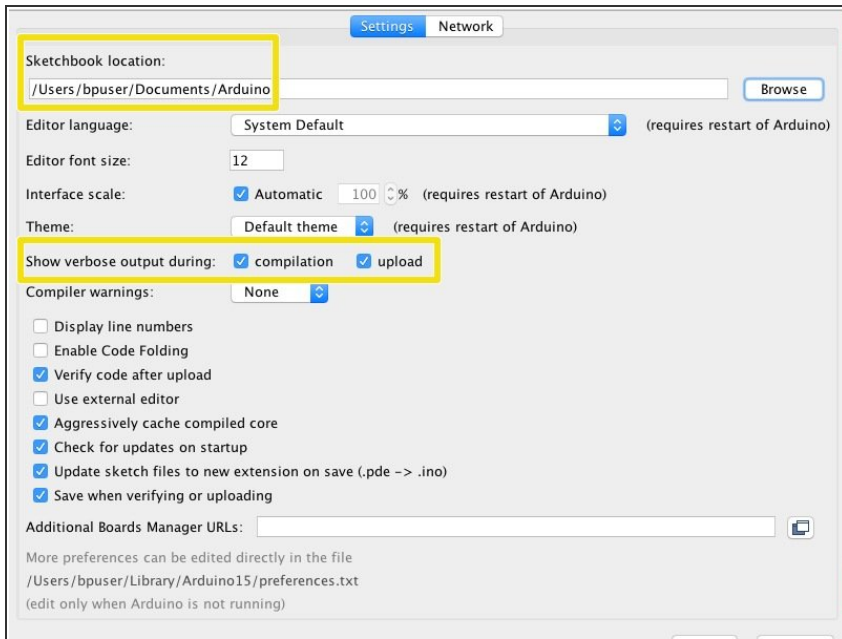 Settings Network
Sketchbook location:
/Users/bpuser/Documents/Arduino Browse
Editor language: System Default (requires restart of Arduino)
Editor font size: 12
Interface scale: Automatic 100 % (requires restart of Arduino)
Theme: Default theme (requires restart of Arduino)
Show verbose output during: compilation upload
Compiler warnings: None
Display line numbers
Enable Code Folding
Verify code after upload
Use external editor
Aggressively cache compiled core
Check for updates on startup
Update sketch files to new extension on save (.pde -> .ino)
Save when verifying or uploading
Additional Boards Manager URLs:
More preferences can be edited directly in the file
/Users/bpuser/Library/Arduino15/preferences.txt
(edit only when Arduino is not running)